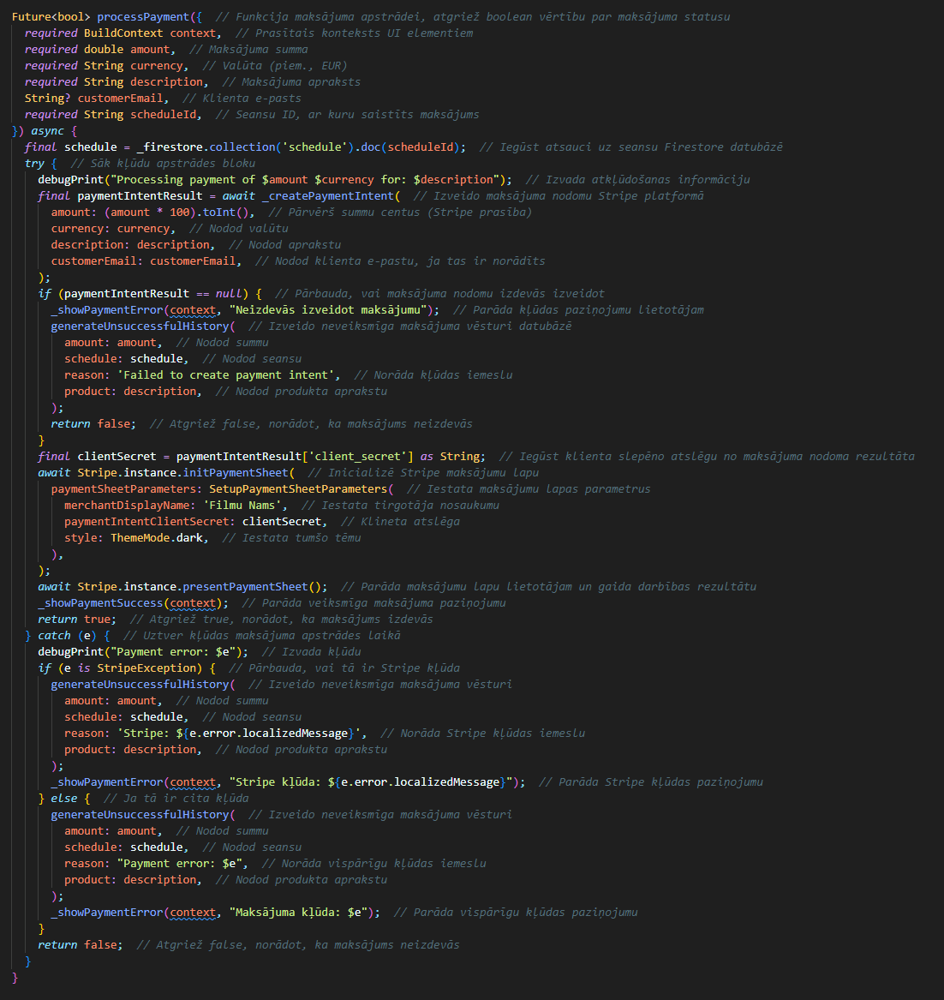 Future<bool> processPayment({  // Funkcija maksājuma apstrādei, atgriež boolean vērtību par maksājuma statusu
  required BuildContext context,  // Prasītais konteksts UI elementiem
  required double amount,  // Maksājuma summa
  required String currency,  // Valūta (piem., EUR)
  required String description,  // Maksājuma apraksts
  String? customerEmail,  // Klienta e-pasts
  required String scheduleId,  // Seansu ID, ar kuru saistīts maksājums
}) async {
  final schedule = _firestore.collection('schedule').doc(scheduleId);  // Iegūst atsauci uz seansu Firestore datubāzē
  try {  // Sāk kļūdu apstrādes bloku
    debugPrint("Processing payment of $amount $currency for: $description");  // Izvada atkļūdošanas informāciju
    final paymentIntentResult = await _createPaymentIntent(  // Izveido maksājuma nodomu Stripe platformā
      amount: (amount * 100).toInt(),  // Pārvērš summu centus (Stripe prasība)
      currency: currency,  // Nodod valūtu
      description: description,  // Nodod aprakstu
      customerEmail: customerEmail,  // Nodod klienta e-pastu, ja tas ir norādīts
    );
    if (paymentIntentResult == null) {  // Pārbauda, vai maksājuma nodomu izdevās izveidot
      _showPaymentError(context, "Neizdevās izveidot maksājumu");  // Parāda kļūdas paziņojumu lietotājam
      generateUnsuccessfulHistory(  // Izveido neveiksmīga maksājuma vēsturi datubāzē
        amount: amount,  // Nodod summu
        schedule: schedule,  // Nodod seansu
        reason: 'Failed to create payment intent',  // Norāda kļūdas iemeslu
        product: description,  // Nodod produkta aprakstu
      );
      return false;  // Atgriež false, norādot, ka maksājums neizdevās
    }
    final clientSecret = paymentIntentResult['client_secret'] as String;  // Iegūst klienta slepēno atslēgu no maksājuma nodoma rezultāta
    await Stripe.instance.initPaymentSheet(  // Inicializē Stripe maksājumu lapu
      paymentSheetParameters: SetupPaymentSheetParameters(  // Iestata maksājumu lapas parametrus
        merchantDisplayName: 'Filmu Nams',  // Iestata tirgotāja nosaukumu
        paymentIntentClientSecret: clientSecret,  // Klineta atslēga
        style: ThemeMode.dark,  // Iestata tumšo tēmu
      ),
    );
    await Stripe.instance.presentPaymentSheet();  // Parāda maksājumu lapu lietotājam un gaida darbības rezultātu
    _showPaymentSuccess(context);  // Parāda veiksmīga maksājuma paziņojumu
    return true;  // Atgriež true, norādot, ka maksājums izdevās
  } catch (e) {  // Uztver kļūdas maksājuma apstrādes laikā
    debugPrint("Payment error: $e");  // Izvada kļūdu
    if (e is StripeException) {  // Pārbauda, vai tā ir Stripe kļūda
      generateUnsuccessfulHistory(  // Izveido neveiksmīga maksājuma vēsturi
        amount: amount,  // Nodod summu
        schedule: schedule,  // Nodod seansu
        reason: 'Stripe: ${e.error.localizedMessage}',  // Norāda Stripe kļūdas iemeslu
        product: description,  // Nodod produkta aprakstu
      );
      _showPaymentError(context, "Stripe kļūda: ${e.error.localizedMessage}");  // Parāda Stripe kļūdas paziņojumu
    } else {  // Ja tā ir cita kļūda
      generateUnsuccessfulHistory(  // Izveido neveiksmīga maksājuma vēsturi
        amount: amount,  // Nodod summu
        schedule: schedule,  // Nodod seansu
        reason: "Payment error: $e",  // Norāda vispārīgu kļūdas iemeslu
        product: description,  // Nodod produkta aprakstu
      );
      _showPaymentError(context, "Maksājuma kļūda: $e");  // Parāda vispārīgu kļūdas paziņojumu
    }
    return false;  // Atgriež false, norādot, ka maksājums neizdevās
  }
}